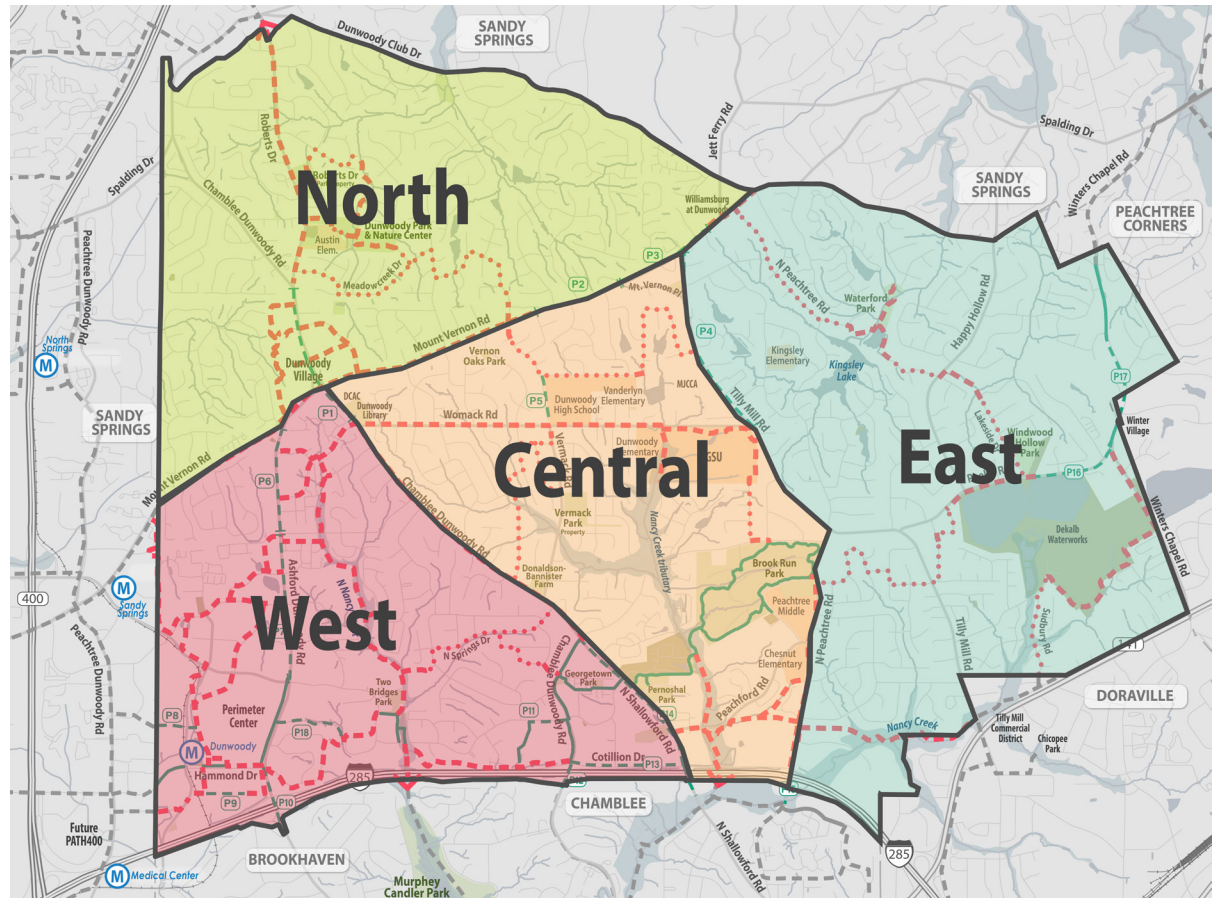 SANDY
SPRINGS
Dunwoody Club Dr
Roberts Dr
Spalding Dr
Jett Ferry Rd
Spalding Dr
Winters Chapel Rd
SANDY
SPRINGS
PEACHTREE
CORNERS
Roberts Dr
Park Property
North
Chamblee Dunwoody Rd
Dunwoody Park
& Nature Center
Austin
Elem.
Williamsburg
at Dunwoody
Peachtree Dunwoody Rd
Meadowcreek Dr
P2
P3
Mt. Vernon Pl
N Peachtree Rd
Waterford
Park
Happy Hollow Rd
North
Springs
M
Mount Vernon Rd
P4
Vernon
Oaks Park
Kingsley
Elementary
Kingsley
Lake
Dunwoody
Village
P17
SANDY
SPRINGS
P1
DCAC
Dunwoody
Library
Womack Rd
P5
Dunwoody
High School
Vanderlyn
Elementary
MJCCA
Tilly Mill Rd
Lakeside Dr
Windwood
Hollow
Park
Winter
Village
Vermack Rd
Dunwoody
Elementary
GSU
Central
East
P16
Mount Vernon Rd
P6
Chamblee Dunwoody Rd
Vermack
Park
Property
Nancy Creek tributary
Dekalb
Waterworks
Winters Chapel Rd
Donaldson-
Bannister
Farm
Brook Run
Park
400
M
Sandy
Springs
Ashford Dunwoody Rd
N Nancy
West
Peachtree
Middle
N Peachtree Rd
Tilly Mill Rd
Sudbury Rd
141
Peachtree Dunwoody Rd
N Springs Dr
Chamblee Dunwoody Rd
Georgetown
Park
Chesnut
Elementary
Two
Bridges
Park
Pernoshal
Park
Peachford Rd
N Shallowford Rd
DORAVILLE
P8
Perimeter
Center
P11
P14
P18
Nancy Creek
Tilly Mill
Commercial
District
Chicopee
Park
M
Dunwoody
Cotillion Dr
P13
Hammond Dr
285
P9
P10
CHAMBLEE
Future
PATH400
BROOKHAVEN
N Shallowford Rd
285
M
Medical Center
Murphey
Candler Park